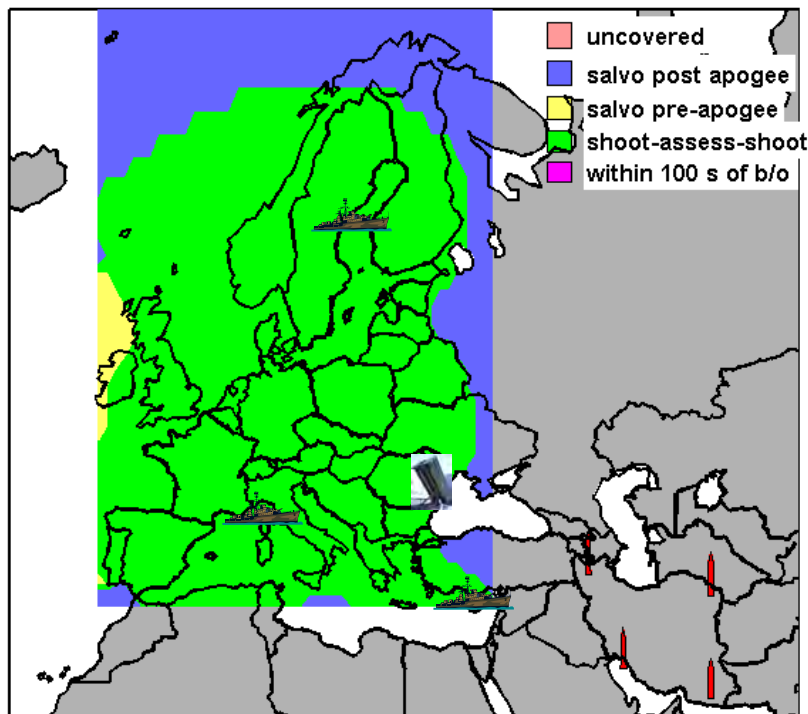 uncovered
salvo post apogee
salvo pre-apogee
shoot-assess-shoot
within 100 s of b/o